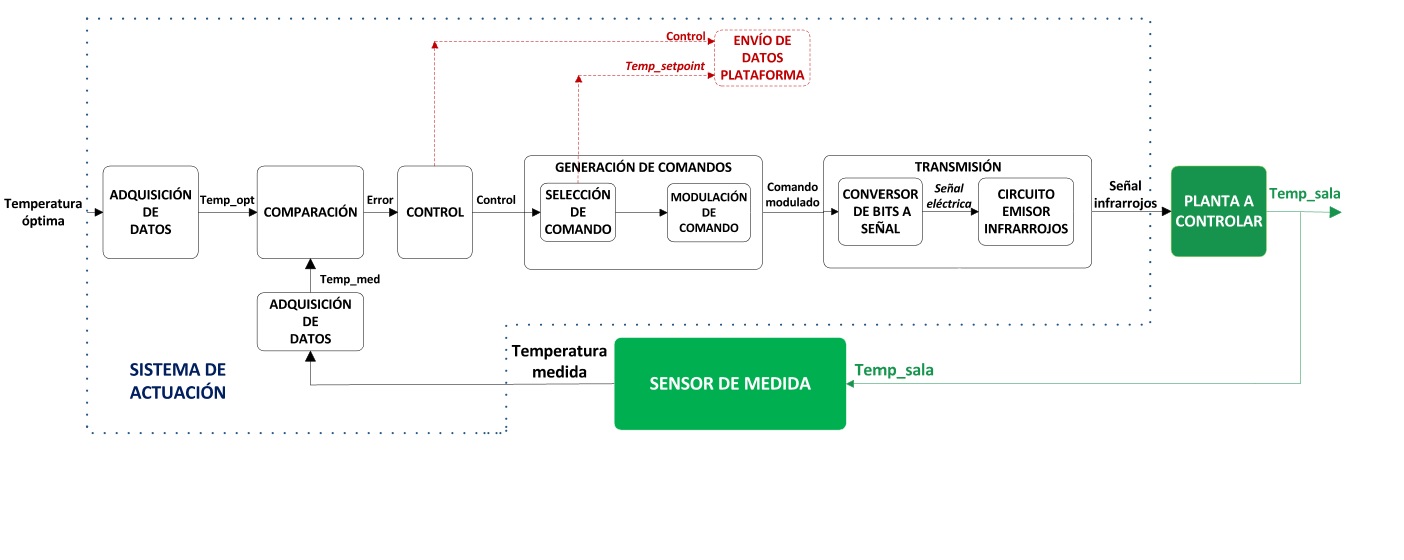 Control
ENVÍO DE
DATOS
PLATAFORMA
Temp_setpoint
Temperatura
óptima
ADQUISICIÓN
DE
DATOS
Temp_opt
COMPARACIÓN
Error
CONTROL
Control
GENERACIÓN DE COMANDOS
SELECCIÓN
DE
COMANDO
MODULACIÓN
DE
COMANDO
Comando
modulado
TRANSMISIÓN
CONVERSOR
DE BITS A
SEÑAL
Señal
eléctrica
CIRCUITO
EMISOR
INFRARROJOS
Señal
infrarrojos
PLANTA A
CONTROLAR
Temp_sala
Temp_med
ADQUISICIÓN
DE
DATOS
SISTEMA DE
ACTUACIÓN
Temperatura
medida
SENSOR DE MEDIDA
Temp_sala